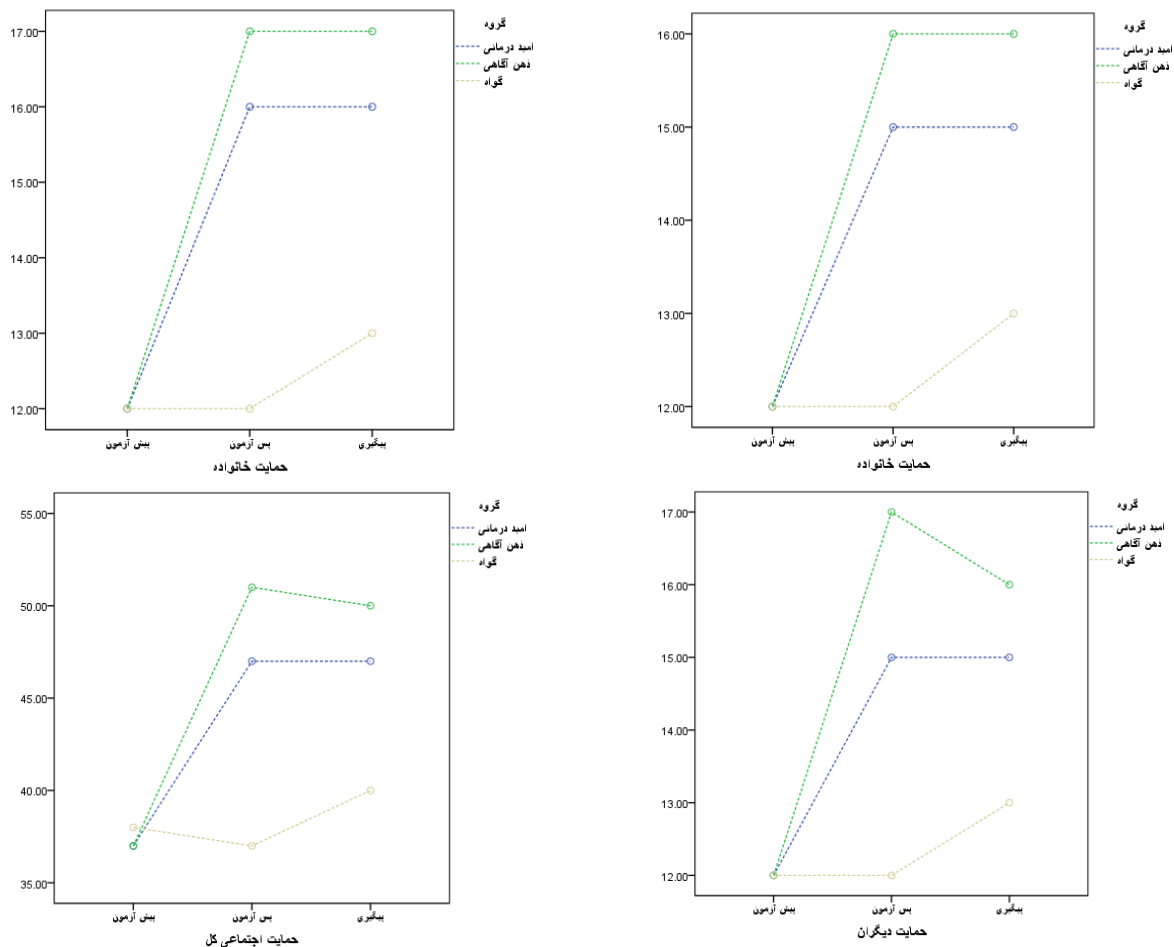 17.00
16.00
15.00
14.00
13.00
12.00
پیش آزمون
پس آزمون
پیگیری
حمایت خانواده
گروه
امید درمانی
ذهن آگاهی
گواه
16.00
15.00
14.00
13.00
12.00
پیش آزمون
پس آزمون
پیگیری
حمایت خانواده
گروه
امید درمانی
ذهن آگاهی
گواه
55.00
50.00
45.00
40.00
35.00
پیش آزمون
پس آزمون
پیگیری
حمایت اجتماعی کل
گروه
امید درمانی
ذهن آگاهی
گواه
17.00
16.00
15.00
14.00
13.00
12.00
پیش آزمون
پس آزمون
پیگیری
حمایت دیگران
گروه
امید درمانی
ذهن آگاهی
گواه